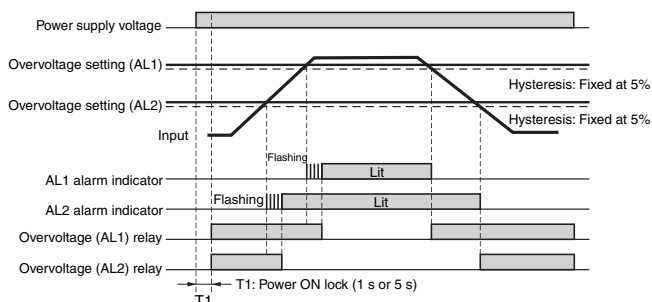 Power supply voltage
Overvoltage setting (AL1)
Hysteresis: Fixed at 5%
Overvoltage setting (AL2)
Hysteresis: Fixed at 5%
Input
Flashing
Lit
AL1 alarm indicator
Flashing
Lit
AL2 alarm indicator
Overvoltage (AL1) relay
Overvoltage (AL2) relay
T1: Power ON lock (1 s or 5 s)
T1